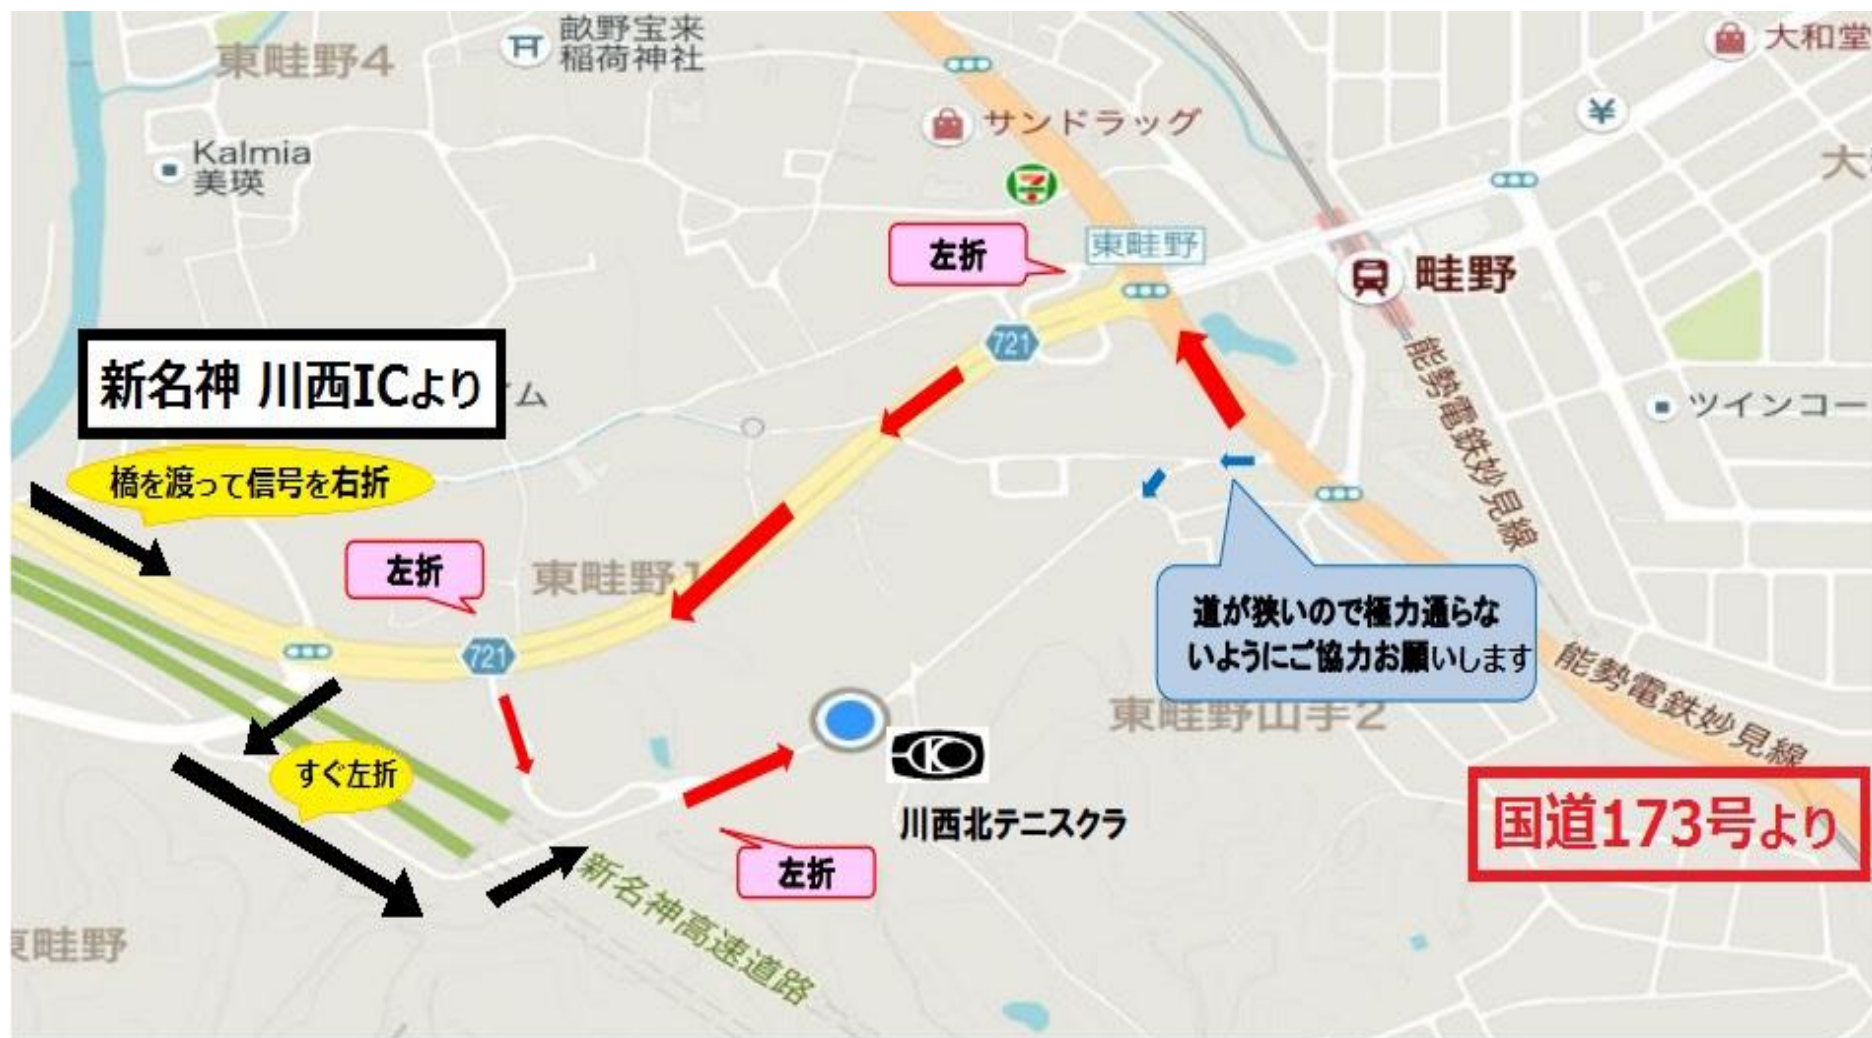 東畦野4
畝野宝来
稲荷神社
大和堂
サンドラッグ
Kalmia
美瑛
¥
7
大
左折
東畦野
畦野
721
新名神 川西ICより
イム
能勢電鉄妙見線
ツインコー
橋を渡って信号を右折
左折
東畦野1
道が狭いので極力通らな
いようにご協力お願いします
721
能勢電鉄妙見線
東畦野山手2
すぐ左折
川西北テニスクラ
国道173号より
左折
新名神高速道路
東畦野